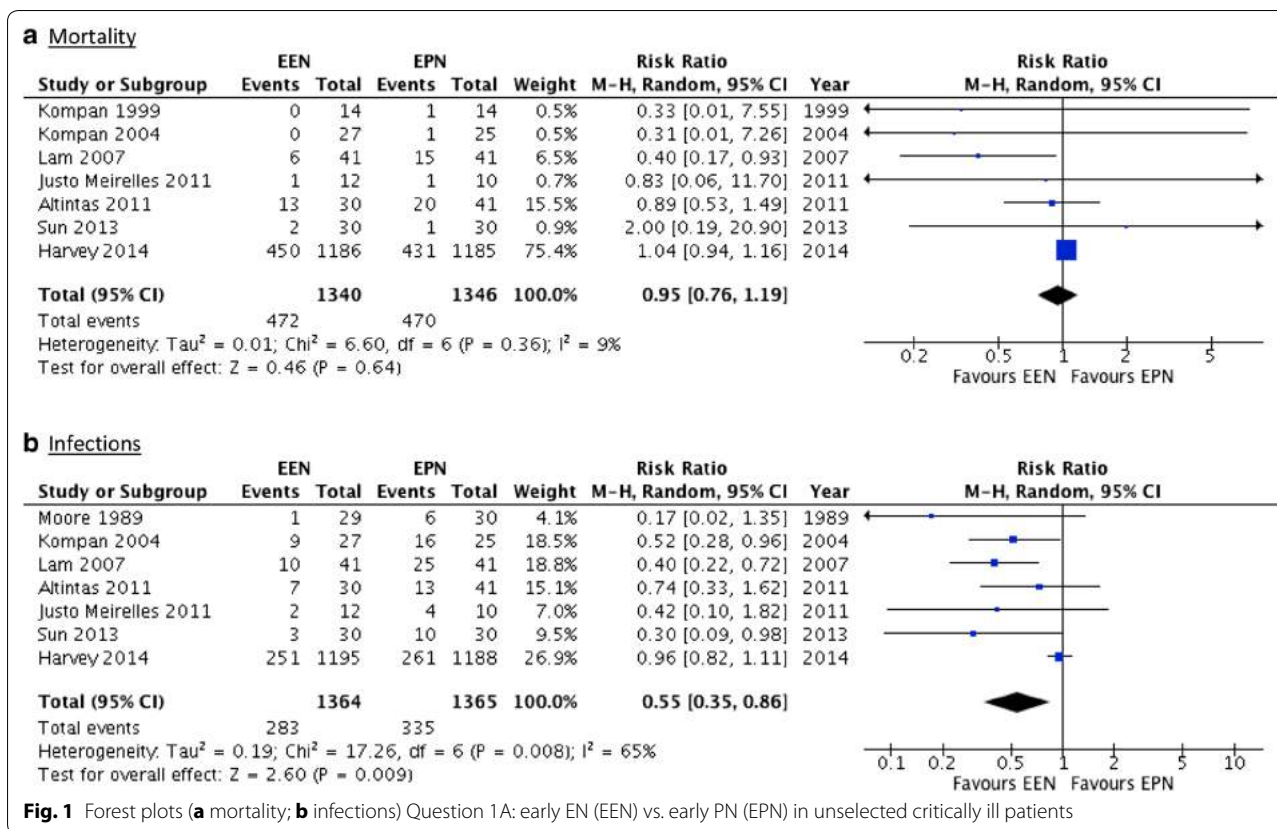 a Mortality
EEN EPN Risk Ratio Risk Ratio
Study or Subgroup Events Total Events Total Weight M-H, Random, 95% CI Year M-H, Random, 95% CI
Kompan 1999 0 14 1 14 0.5% 0.33 [0.01, 7.55] 1999
Kompan 2004 0 27 1 25 0.5% 0.31 [0.01, 7.26] 2004
Lam 2007 6 41 15 41 6.5% 0.40 [0.17, 0.93] 2007
Justo Meirelles 2011 1 12 1 10 0.7% 0.83 [0.06, 11.70] 2011
Altintas 2011 13 30 20 41 15.5% 0.89 [0.53, 1.49] 2011
Sun 2013 2 30 1 30 0.9% 2.00 [0.19, 20.90] 2013
Harvey 2014 450 1186 431 1185 75.4% 1.04 [0.94, 1.16] 2014
Total (95% CI) 1340 1346 100.0% 0.95 [0.76, 1.19]
Total events 472 470
Heterogeneity: Tau² = 0.01; Chi² = 6.60, df = 6 (P = 0.36); I² = 9%
Test for overall effect: Z = 0.46 (P = 0.64)
0.2 0.5 1 2 5
Favours EEN Favours EPN
b Infections
EEN EPN Risk Ratio Risk Ratio
Study or Subgroup Events Total Events Total Weight M-H, Random, 95% CI Year M-H, Random, 95% CI
Moore 1989 1 29 6 30 4.1% 0.17 [0.02, 1.35] 1989
Kompan 2004 9 27 16 25 18.5% 0.52 [0.28, 0.96] 2004
Lam 2007 10 41 25 41 18.8% 0.40 [0.22, 0.72] 2007
Altintas 2011 7 30 13 41 15.1% 0.74 [0.33, 1.62] 2011
Justo Meirelles 2011 2 12 4 10 7.0% 0.42 [0.10, 1.82] 2011
Sun 2013 3 30 10 30 9.5% 0.30 [0.09, 0.98] 2013
Harvey 2014 251 1195 261 1188 26.9% 0.96 [0.82, 1.11] 2014
Total (95% CI) 1364 1365 100.0% 0.55 [0.35, 0.86]
Total events 283 335
Heterogeneity: Tau² = 0.19; Chi² = 17.26, df = 6 (P = 0.008); I² = 65%
Test for overall effect: Z = 2.60 (P = 0.009)
0.1 0.2 0.5 1 2 5 10
Favours EEN Favours EPN
Fig. 1 Forest plots (a mortality; b infections) Question 1A: early EN (EEN) vs. early PN (EPN) in unselected critically ill patients